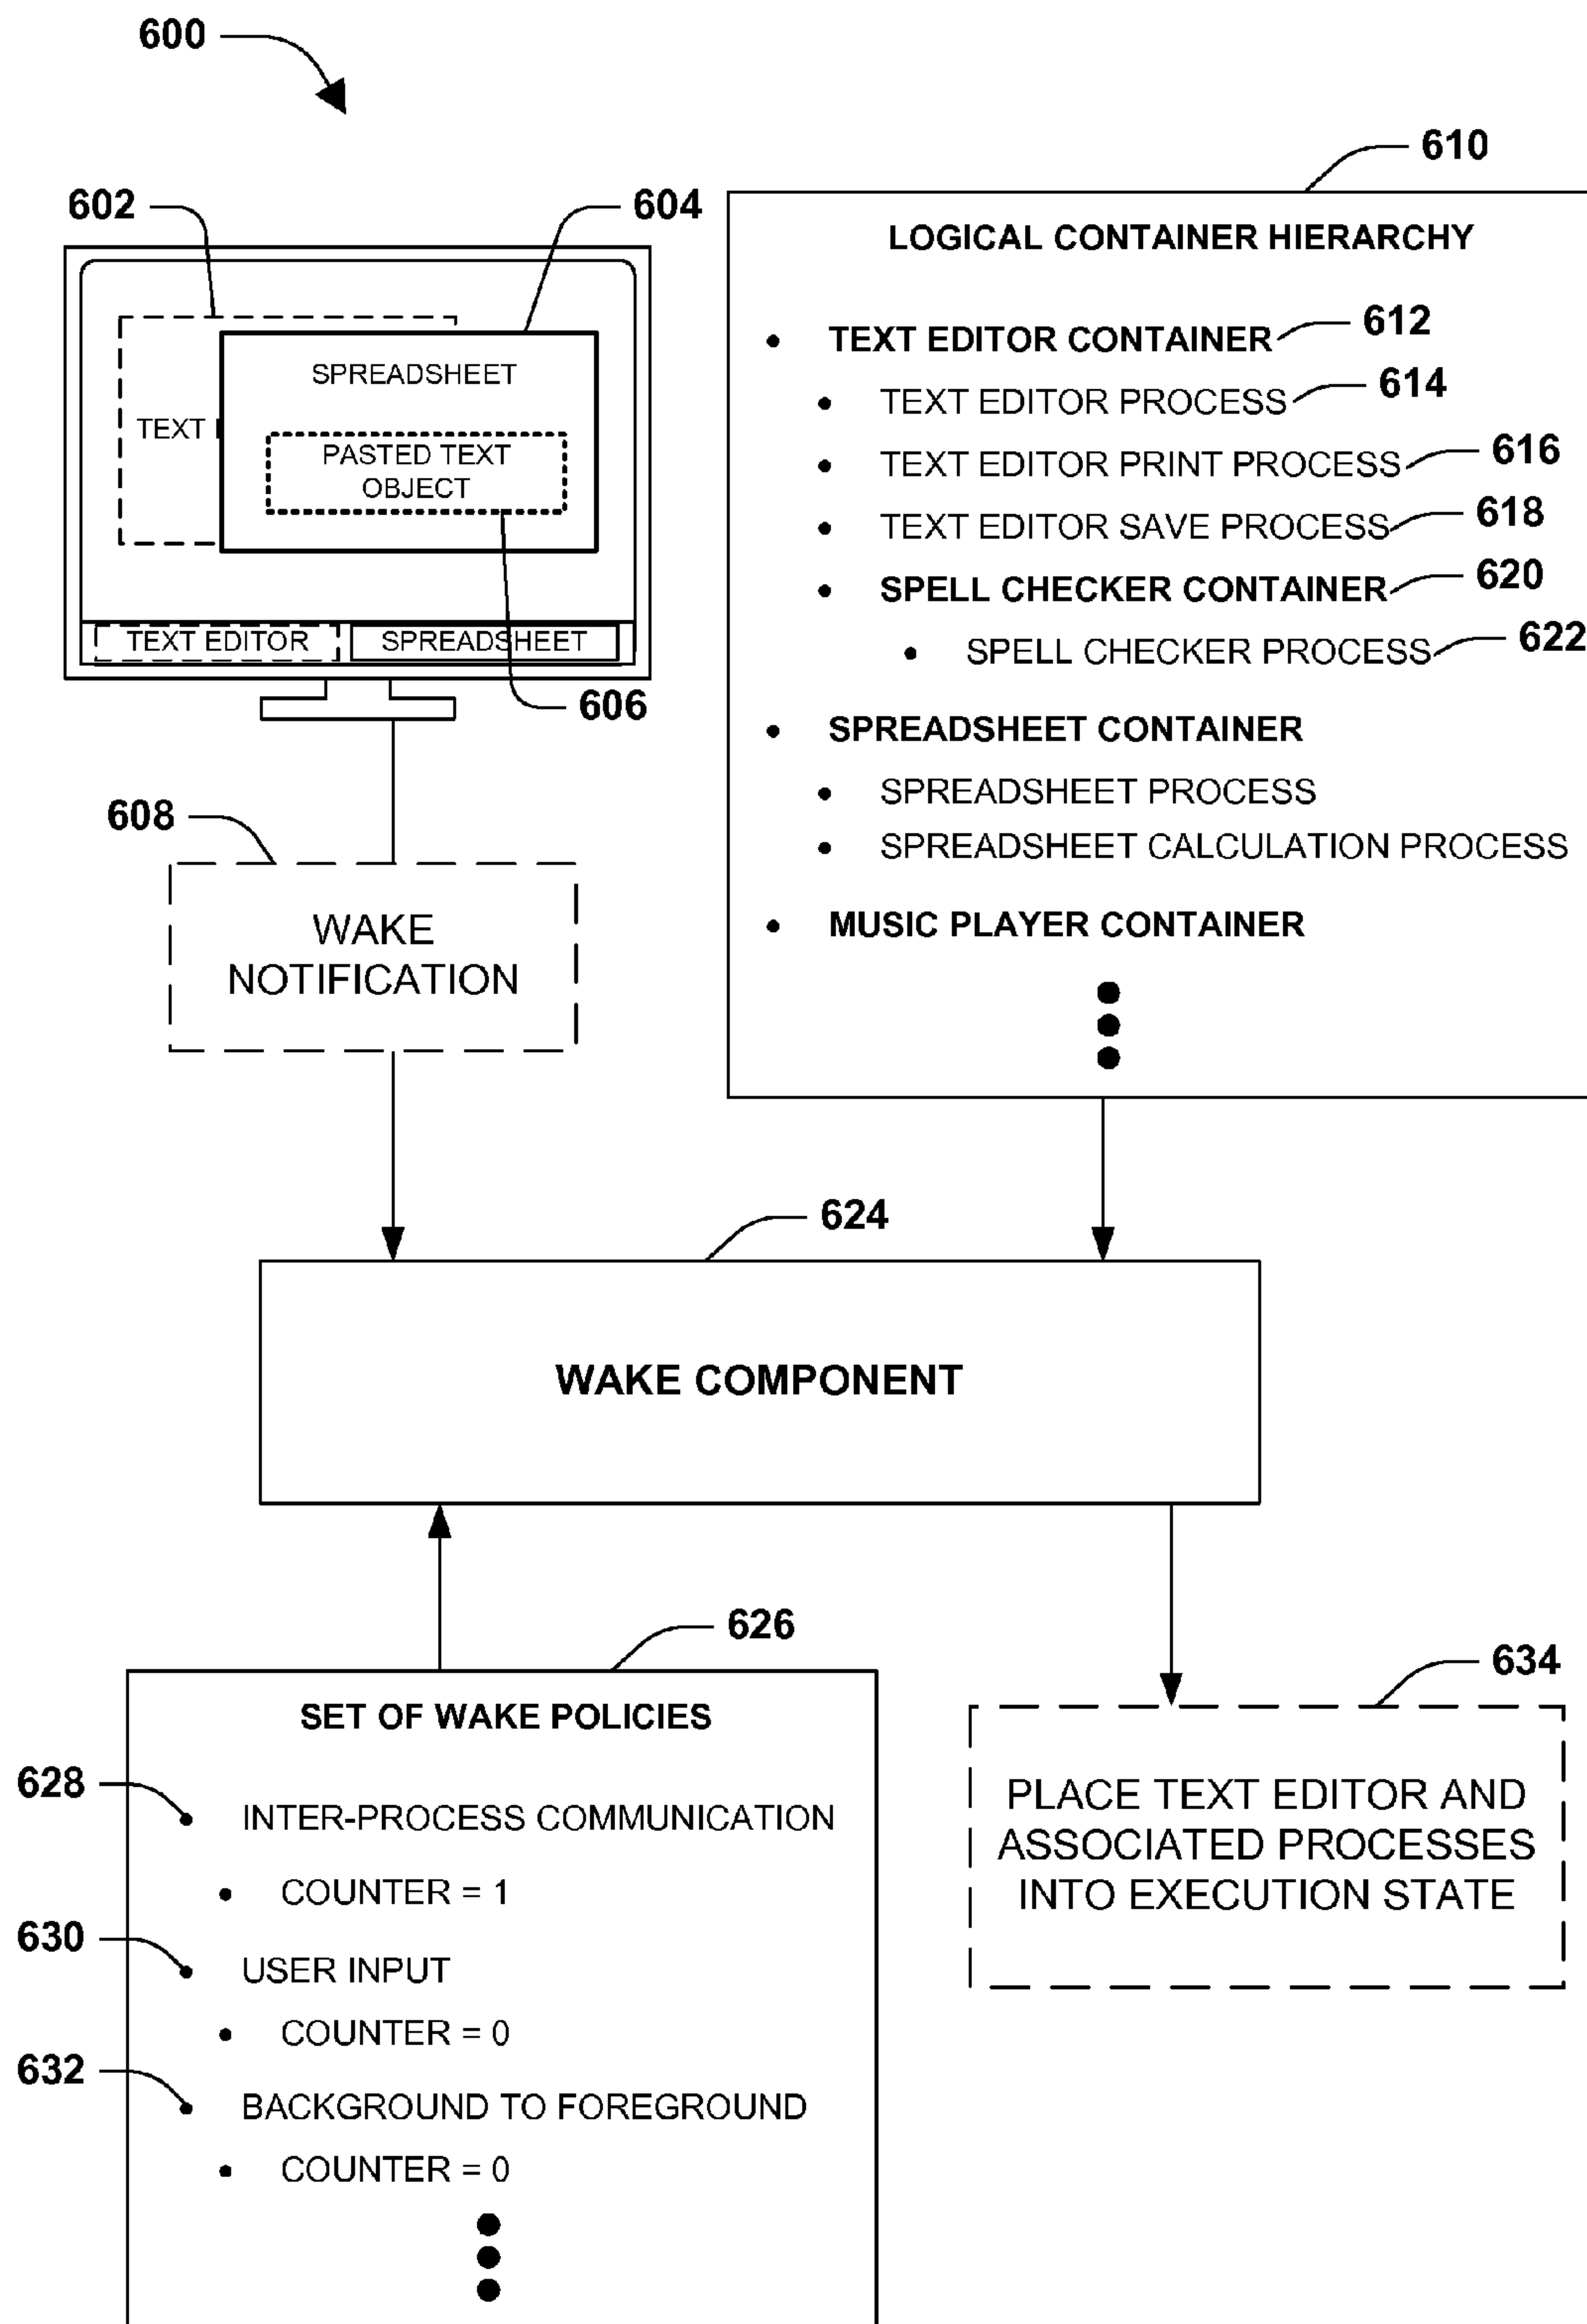 600
602
604
SPREADSHEET
TEXT
PASTED TEXT
OBJECT
TEXT EDITOR
SPREADSHEET
606
608
WAKE
NOTIFICATION
610
LOGICAL CONTAINER HIERARCHY
• TEXT EDITOR CONTAINER 612
• TEXT EDITOR PROCESS 614
• TEXT EDITOR PRINT PROCESS 616
• TEXT EDITOR SAVE PROCESS 618
• SPELL CHECKER CONTAINER 620
• SPELL CHECKER PROCESS 622
• SPREADSHEET CONTAINER
• SPREADSHEET PROCESS
• SPREADSHEET CALCULATION PROCESS
• MUSIC PLAYER CONTAINER
624
WAKE COMPONENT
626
SET OF WAKE POLICIES
628 • INTER-PROCESS COMMUNICATION
• COUNTER = 1
630 • USER INPUT
• COUNTER = 0
632 • BACKGROUND TO FOREGROUND
• COUNTER = 0
634
PLACE TEXT EDITOR AND
ASSOCIATED PROCESSES
INTO EXECUTION STATE